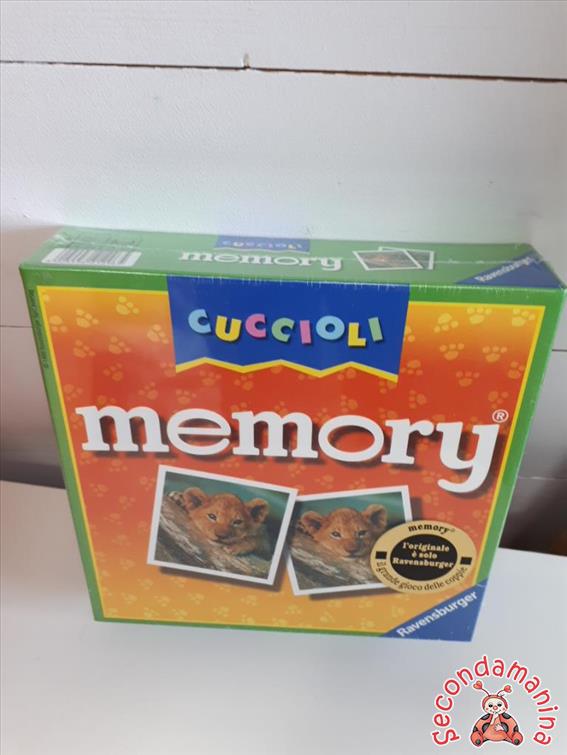 memory
Ravensburger
CUCCIOLI
memory®
memory®
l'originale
è solo
Ravensburger
il grande gioco delle coppie
Ravensburger
Secondamanina